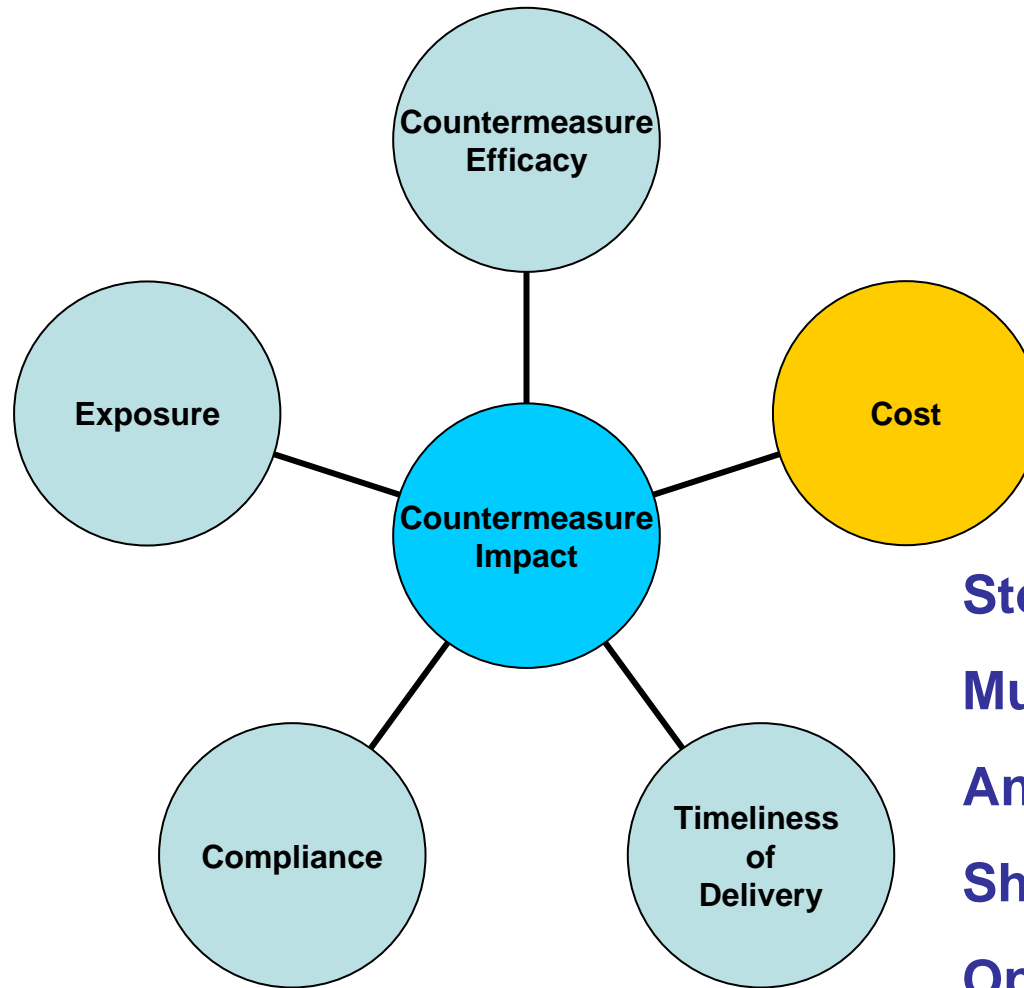 Countermeasure
Efficacy
Exposure
Cost
Countermeasure
Impact
Compliance
Timeliness
of
Delivery